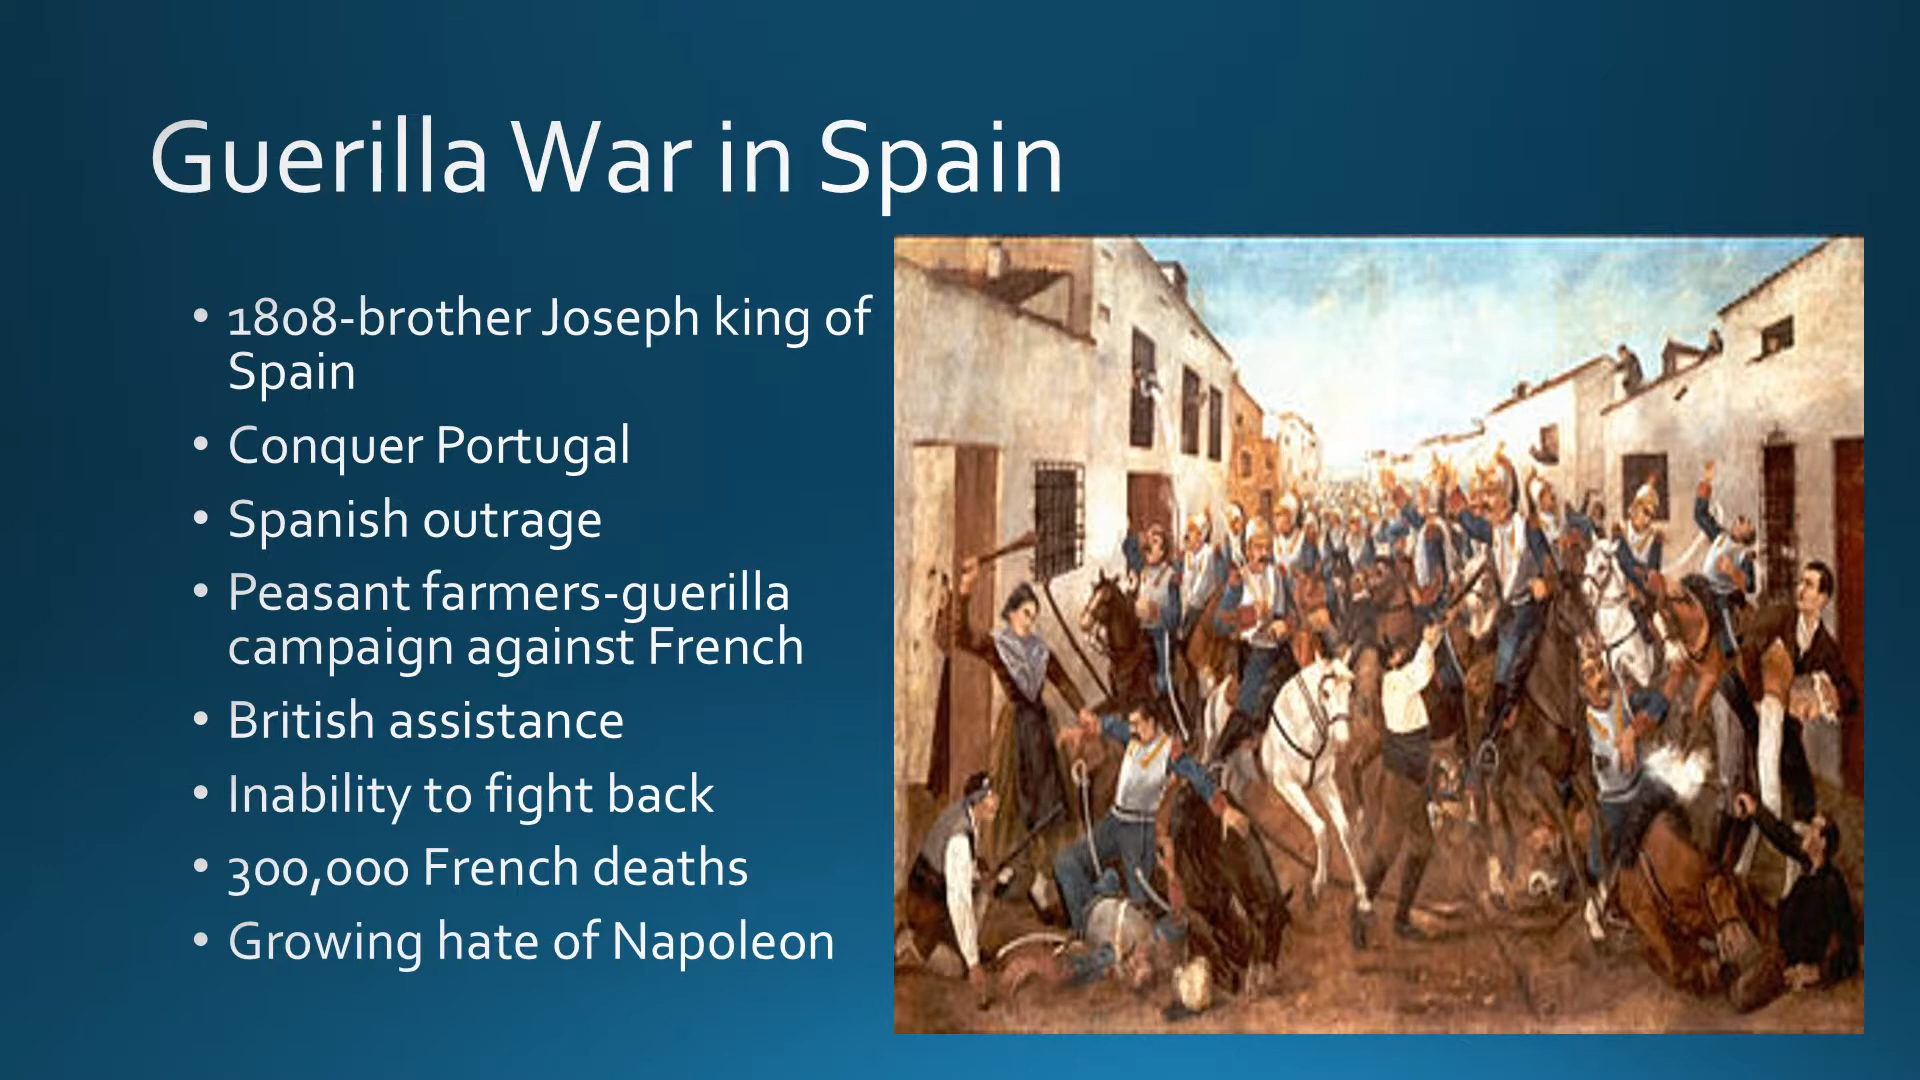 Guerilla War in Spain
• 1808-brother Joseph king of
Spain
• Conquer Portugal
• Spanish outrage
• Peasant farmers-guerilla
campaign against French
• British assistance
• Inability to fight back
• 300,000 French deaths
• Growing hate of Napoleon